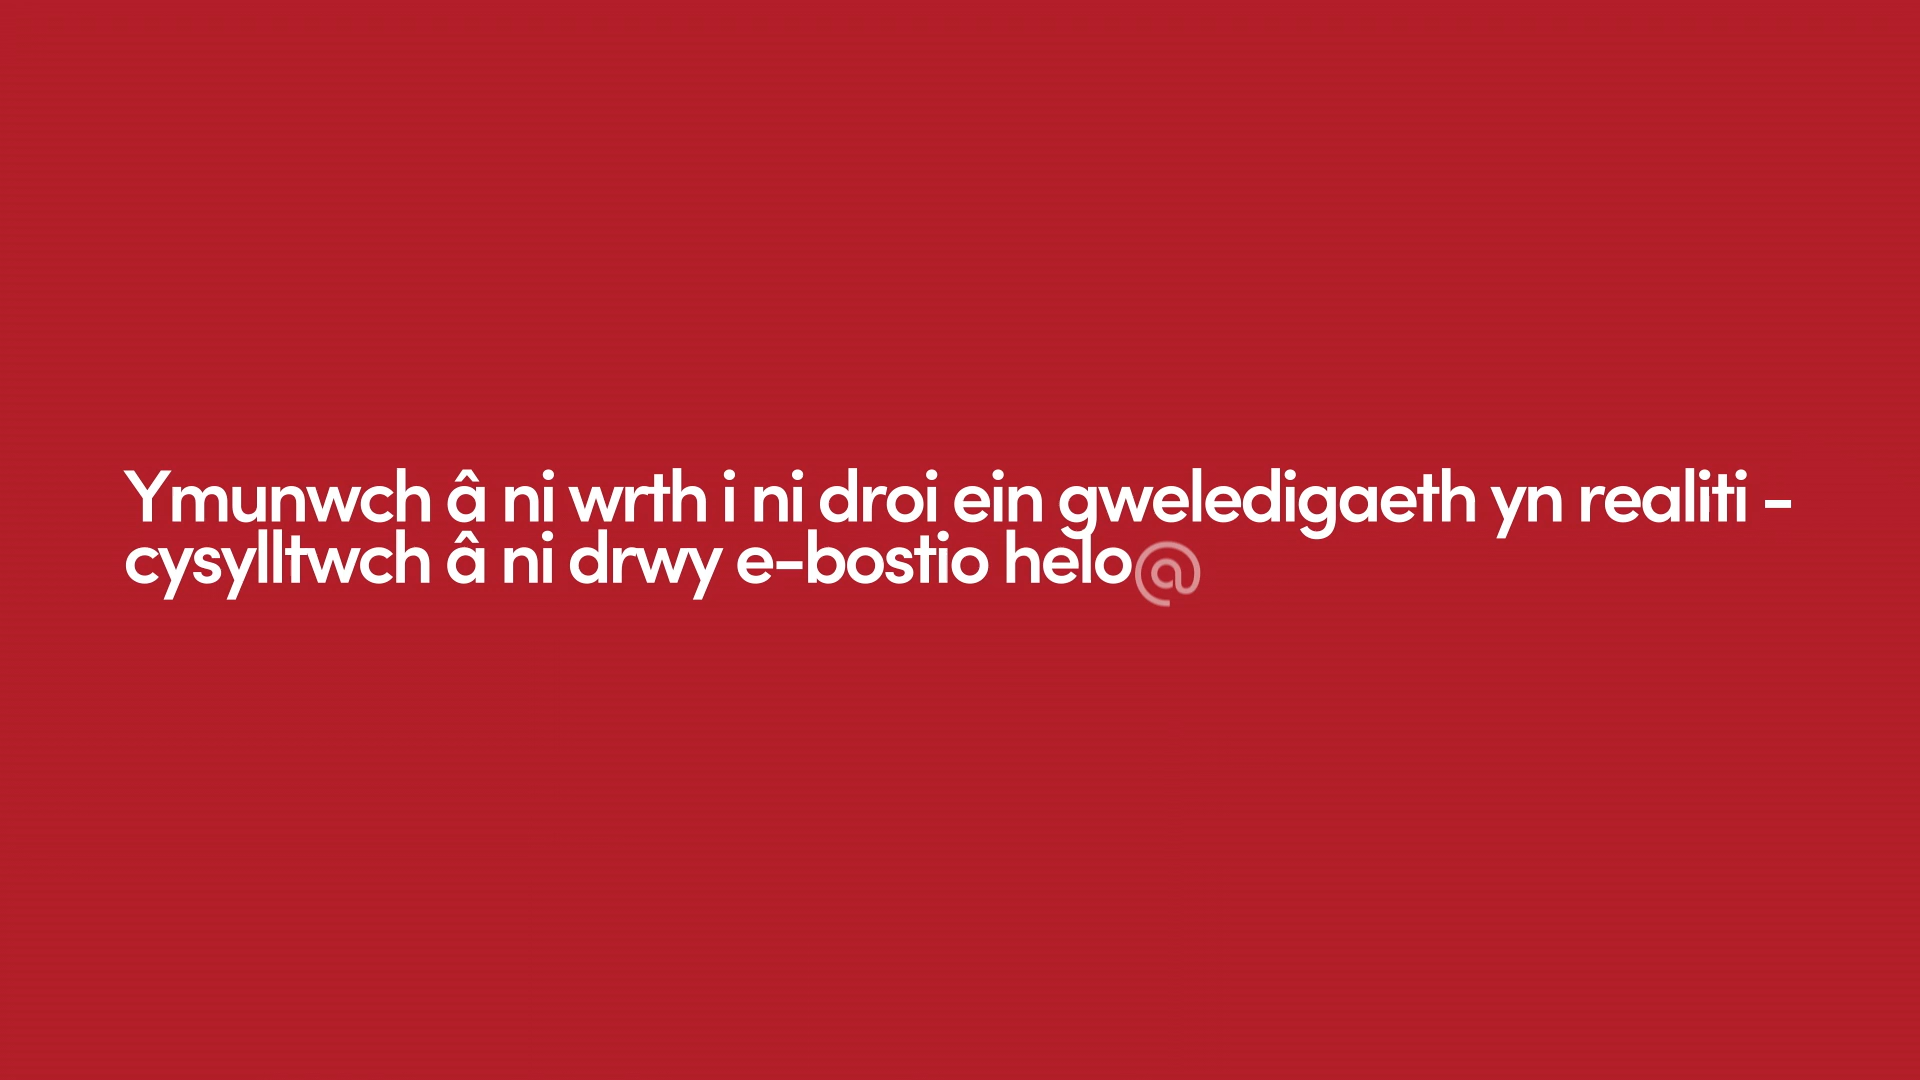 Ymunwch â ni wrth i ni droi ein gweledigaeth yn realiti -
cysylltwch â ni drwy e-bostio helo@